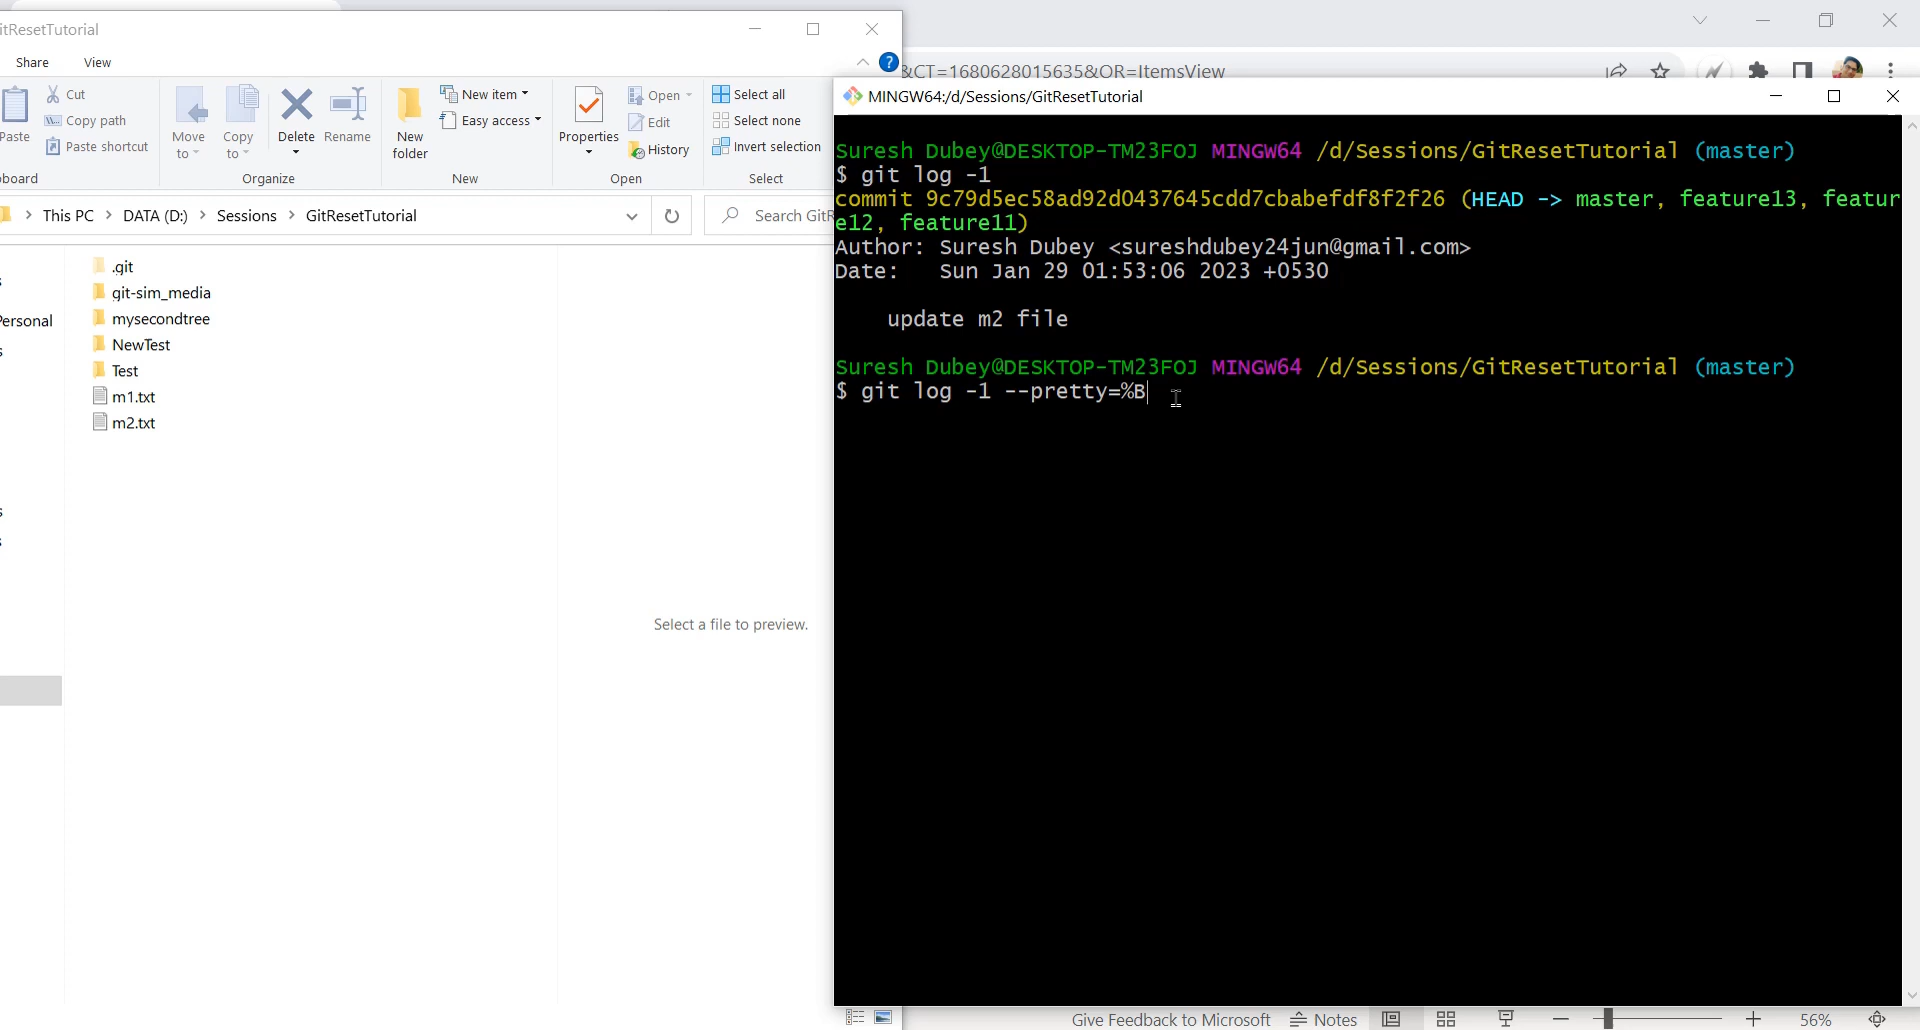 itResetTutorial
Share View
&CT=1680628015635&OR=ItemsView
Paste
Cut
Copy path
Paste shortcut
Move to
Copy to
Delete
Rename
New folder
New item
Easy access
Properties
Open
Edit
History
Select all
Select none
Invert selection
board Organize New Open Select
This PC > DATA (D:) > Sessions > GitResetTutorial
Search GitR
ersonal
.git
git-sim_media
mysecondtree
NewTest
Test
m1.txt
m2.txt
Select a file to preview.
MINGW64:/d/Sessions/GitResetTutorial
Suresh Dubey@DESKTOP-TM23FOJ MINGW64 /d/Sessions/GitResetTutorial (master)
$ git log -1
commit 9c79d5ec58ad92d0437645cdd7cbabefdf8f2f26 (HEAD -> master, feature13, featur
e12, feature11)
Author: Suresh Dubey <sureshdubey24jun@gmail.com>
Date:   Sun Jan 29 01:53:06 2023 +0530
update m2 file
Suresh Dubey@DESKTOP-TM23FOJ MINGW64 /d/Sessions/GitResetTutorial (master)
$ git log -1 --pretty=%B
Give Feedback to Microsoft Notes 56%